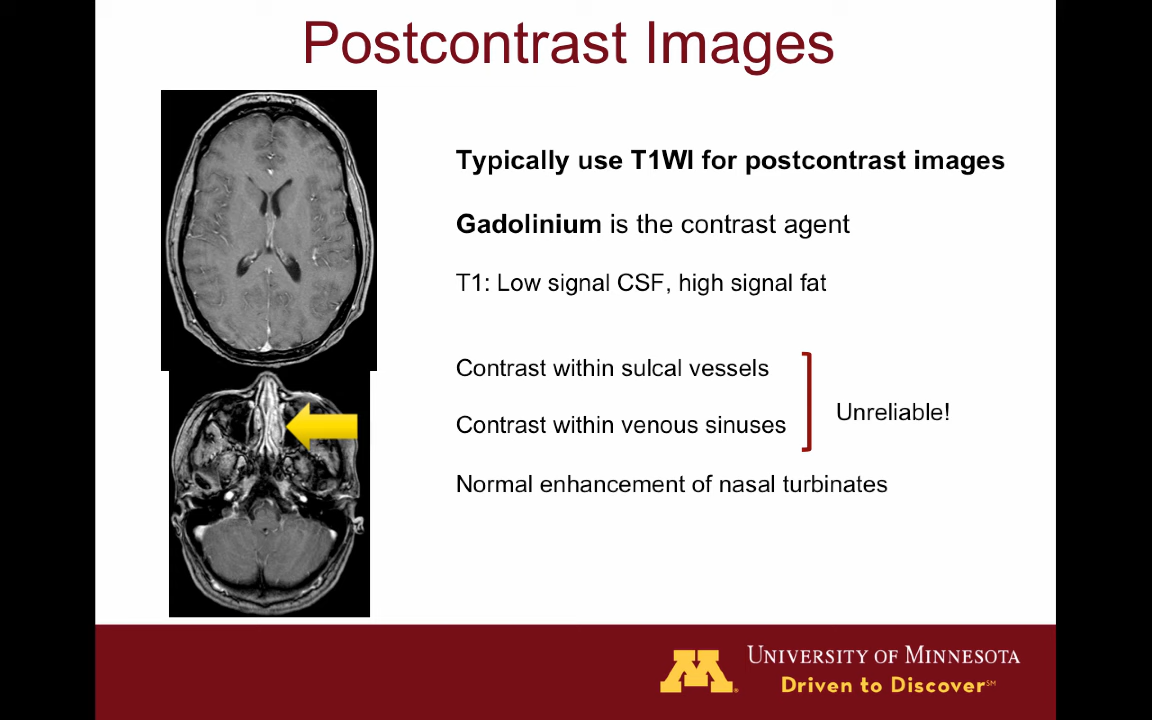 Postcontrast Images
Typically use T1WI for postcontrast images
Gadolinium is the contrast agent
T1: Low signal CSF, high signal fat
Contrast within sulcal vessels
Contrast within venous sinuses
Unreliable!
Normal enhancement of nasal turbinates
M
UNIVERSITY OF MINNESOTA
Driven to Discover℠